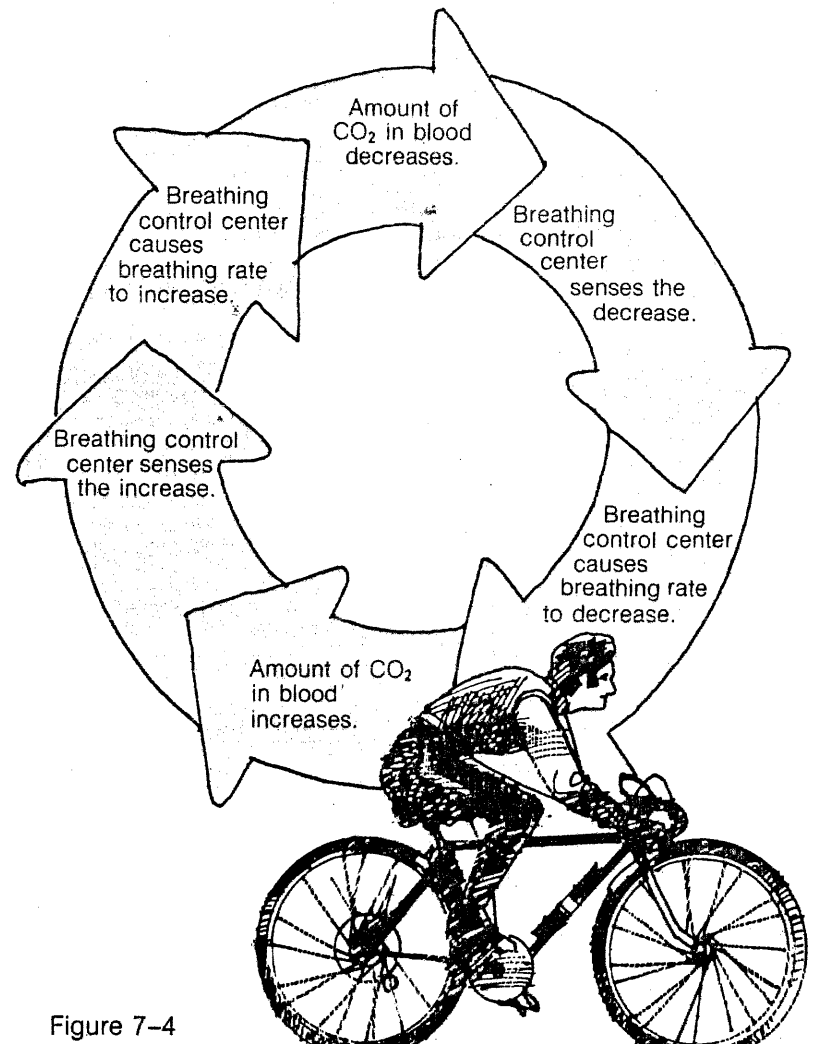 Amount of
CO₂ in blood
decreases.
Breathing
control
center
senses the
decrease.
Breathing
control center
causes
breathing rate
to decrease.
Amount of CO₂
in blood
increases.
Breathing control
center senses
the increase.
Breathing
control center
causes
breathing rate
to increase.
Figure 7–4